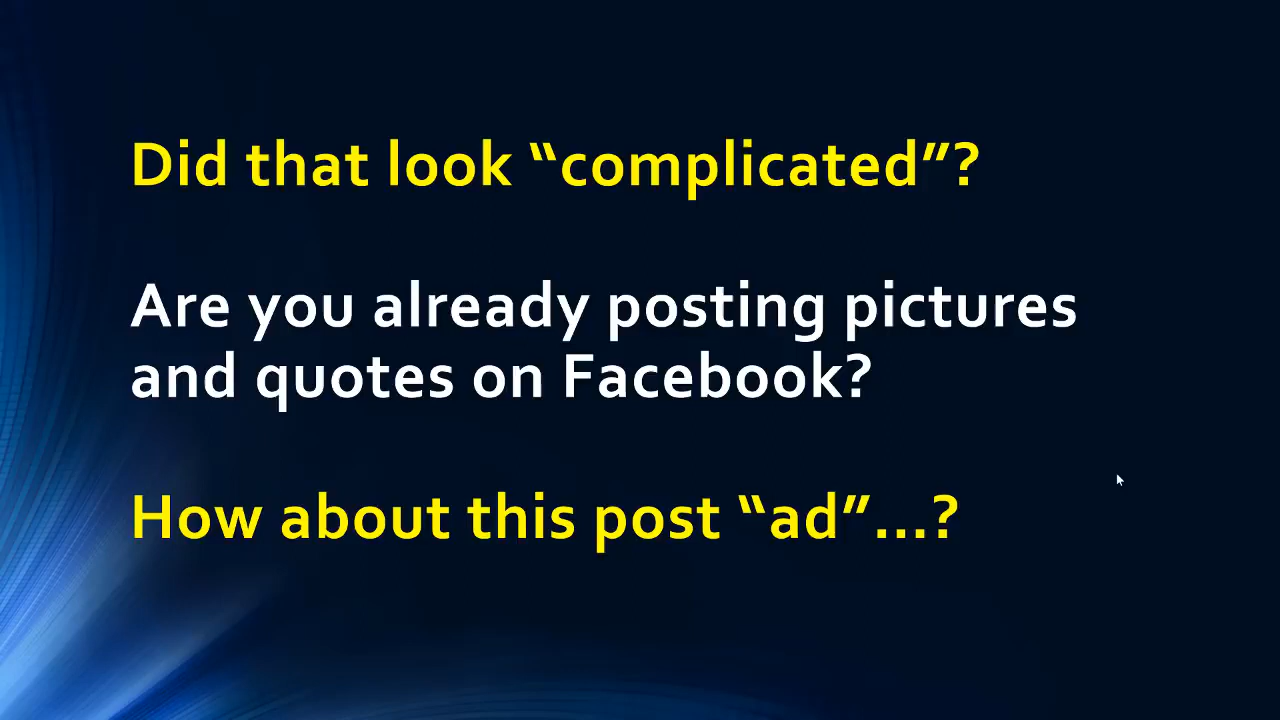 Did that look “complicated”?
Are you already posting pictures
and quotes on Facebook?
How about this post “ad”...?